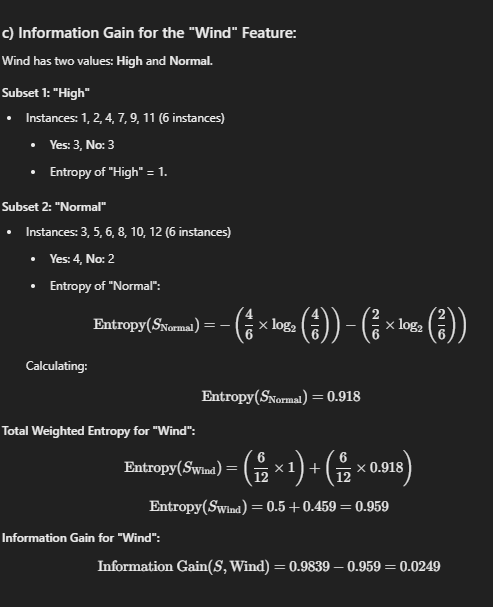 c) Information Gain for the "Wind" Feature:
Wind has two values: High and Normal.
Subset 1: "High"
• Instances: 1, 2, 4, 7, 9, 11 (6 instances)
• Yes: 3, No: 3
• Entropy of "High" = 1.
Subset 2: "Normal"
• Instances: 3, 5, 6, 8, 10, 12 (6 instances)
• Yes: 4, No: 2
• Entropy of "Normal":
Entropy(S_Normal) = −(4/6 × log₂(4/6)) − (2/6 × log₂(2/6))
Calculating:
Entropy(S_Normal) = 0.918
Total Weighted Entropy for "Wind":
Entropy(S_Wind) = (6/12 × 1) + (6/12 × 0.918)
Entropy(S_Wind) = 0.5 + 0.459 = 0.959
Information Gain for "Wind":
Information Gain(S, Wind) = 0.9839 − 0.959 = 0.0249